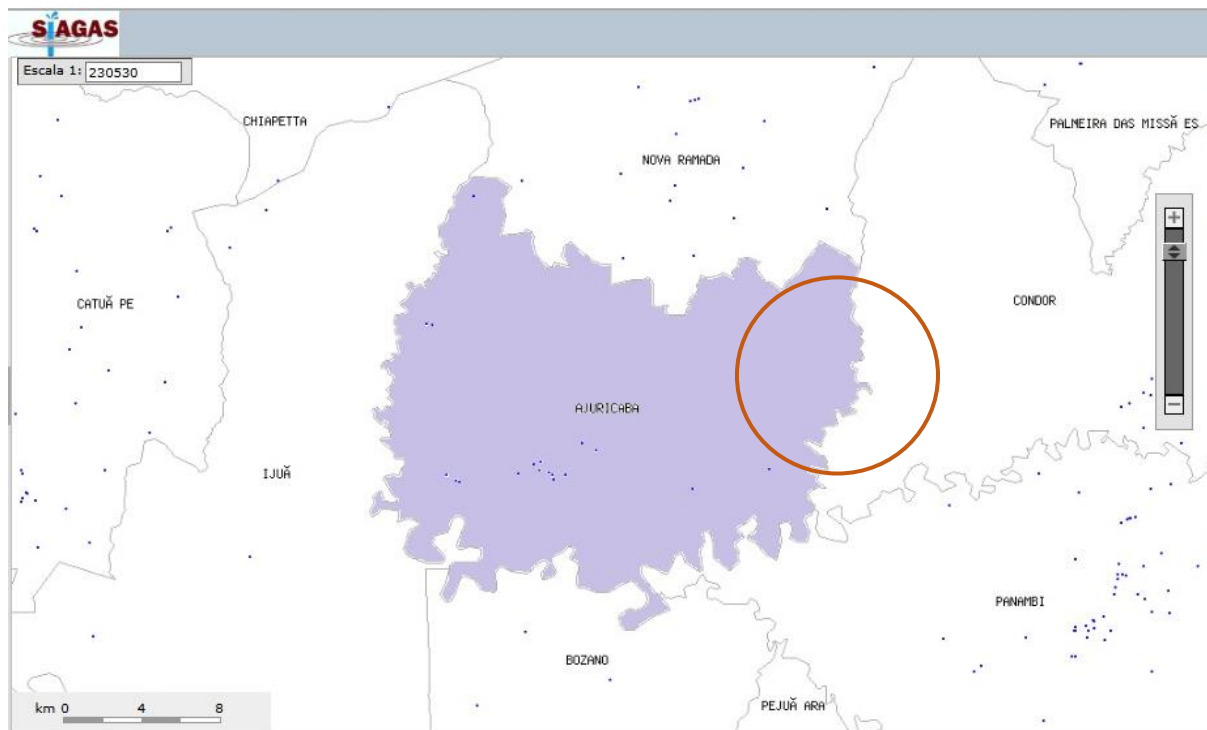 SIAGAS
Escala 1: 230530
CHIAPETTA
PALMEIRA DAS MISSÃ ES
NOVA RAMADA
CATUÃ PE
CONDOR
AJURICABA
IJUÃ
PANAMBI
BOZANO
PEJUÃ ARA
km 0 4 8